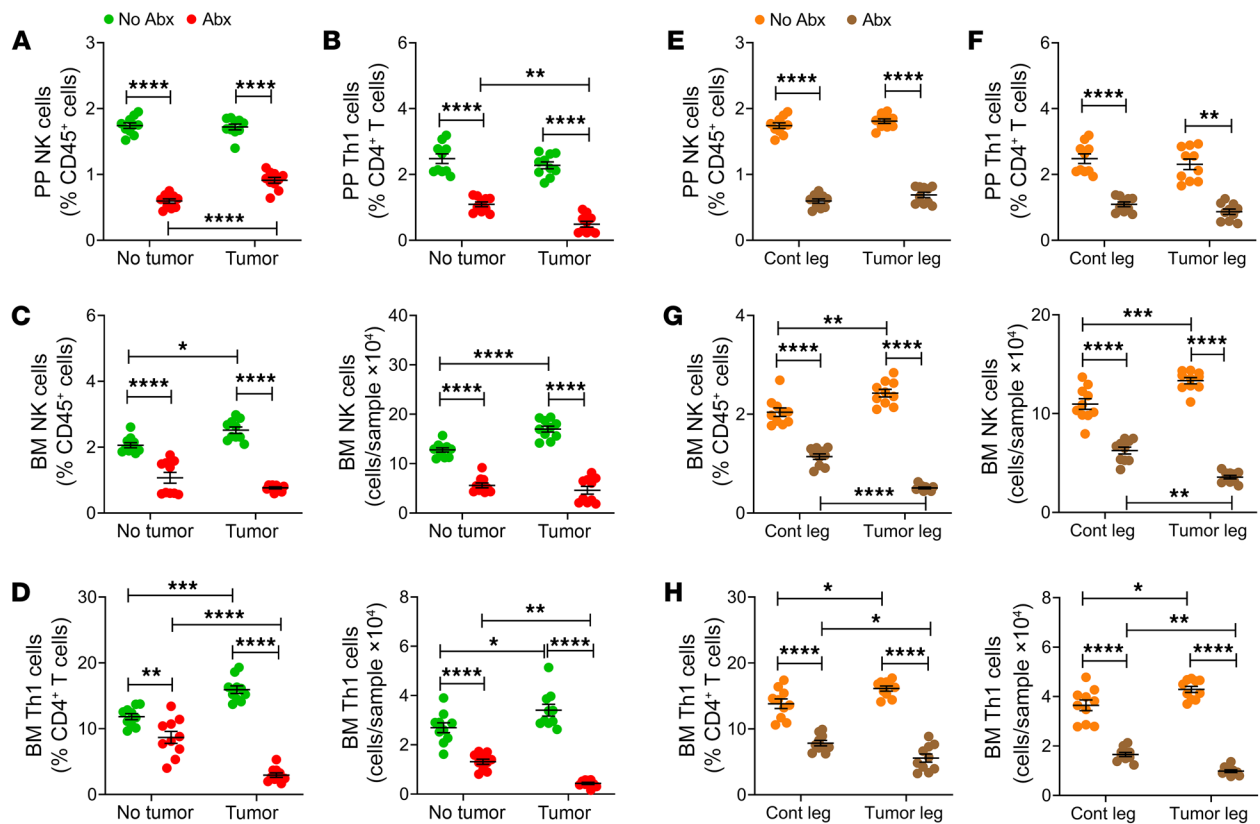 No Abx Abx
No Abx Abx
A
PP NK cells
(% CD45⁺ cells)
3
2
1
0
****
****
****
No tumor Tumor
B
PP Th1 cells
(% CD4⁺ T cells)
6
4
2
0
**
****
****
No tumor Tumor
E
PP NK cells
(% CD45⁺ cells)
3
2
1
0
****
****
Cont leg Tumor leg
F
PP Th1 cells
(% CD4⁺ T cells)
6
4
2
0
****
**
Cont leg Tumor leg
C
BM NK cells
(% CD45⁺ cells)
6
4
2
0
*
****
****
No tumor Tumor
BM NK cells
(cells/sample ×10⁴)
40
30
20
10
0
****
****
****
No tumor Tumor
G
BM NK cells
(% CD45⁺ cells)
4
2
0
**
****
****
****
Cont leg Tumor leg
BM NK cells
(cells/sample ×10⁴)
20
10
0
***
****
****
**
Cont leg Tumor leg
D
BM Th1 cells
(% CD4⁺ T cells)
30
20
10
0
***
****
**
****
No tumor Tumor
BM Th1 cells
(cells/sample ×10⁴)
8
6
4
2
0
**
*
****
****
No tumor Tumor
H
BM Th1 cells
(% CD4⁺ T cells)
30
20
10
0
*
*
****
****
Cont leg Tumor leg
BM Th1 cells
(cells/sample ×10⁴)
8
6
4
2
0
*
**
****
****
Cont leg Tumor leg